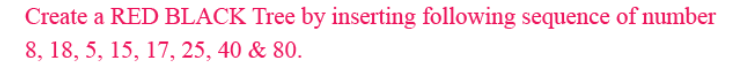 Create a RED BLACK Tree by inserting following sequence of number
8, 18, 5, 15, 17, 25, 40 & 80.